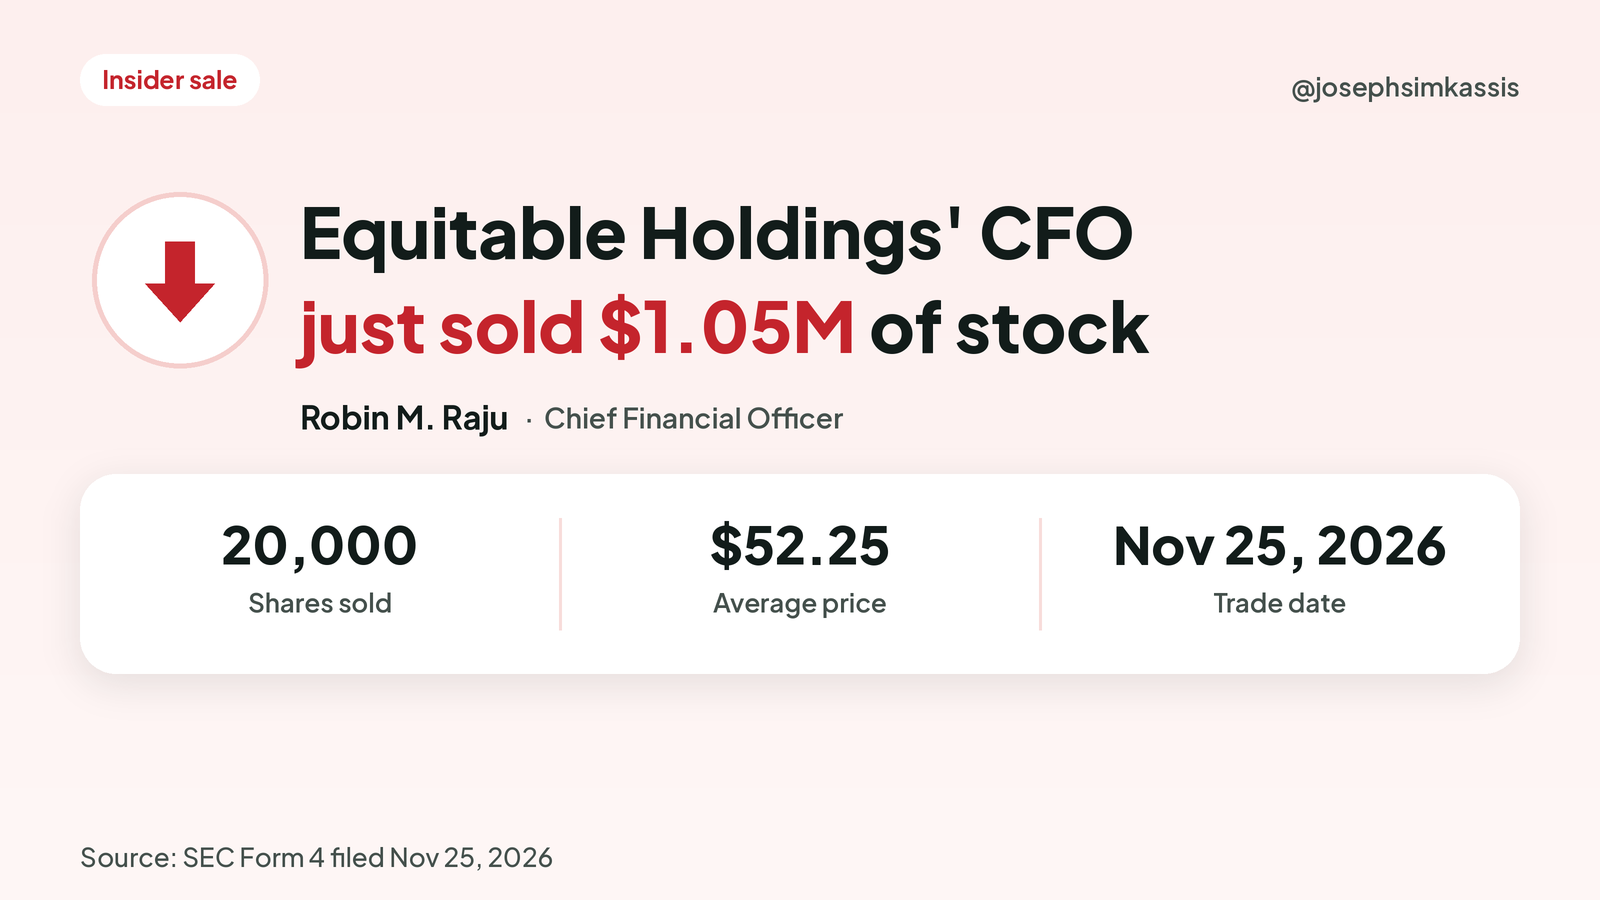 Insider sale
@josephsimkassis
Equitable Holdings' CFO
just sold $1.05M of stock
Robin M. Raju · Chief Financial Officer
20,000
Shares sold
$52.25
Average price
Nov 25, 2026
Trade date
Source: SEC Form 4 filed Nov 25, 2026